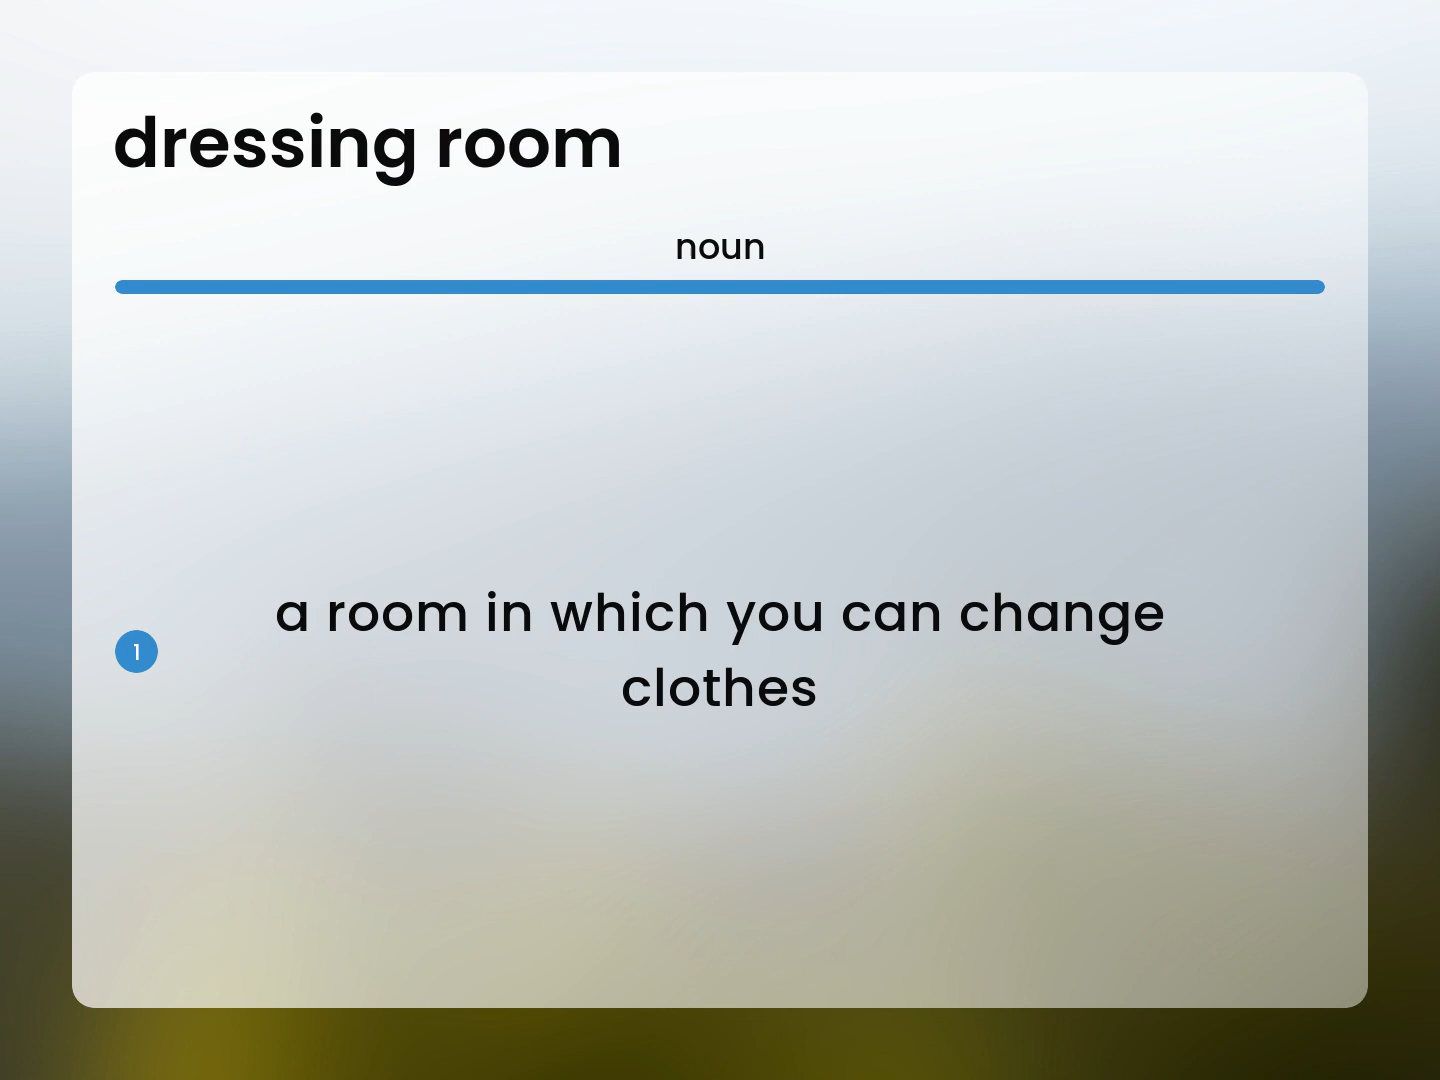 dressing room
noun
1
a room in which you can change
clothes